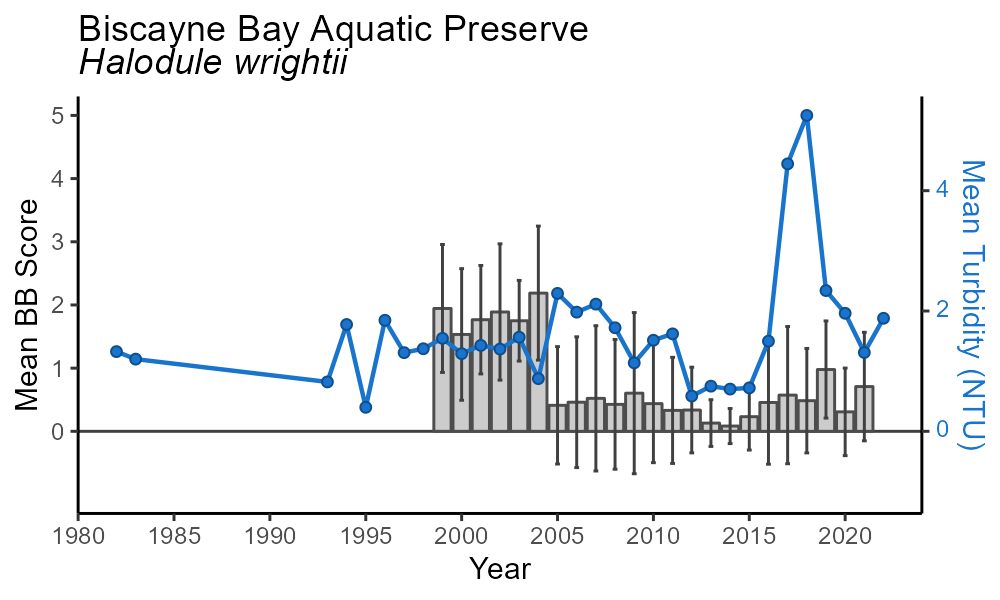 Biscayne Bay Aquatic Preserve
Halodule wrightii
Mean BB Score
5
4
3
2
1
0
4
2
0
Mean Turbidity (NTU)
1980 1985 1990 1995 2000 2005 2010 2015 2020
Year